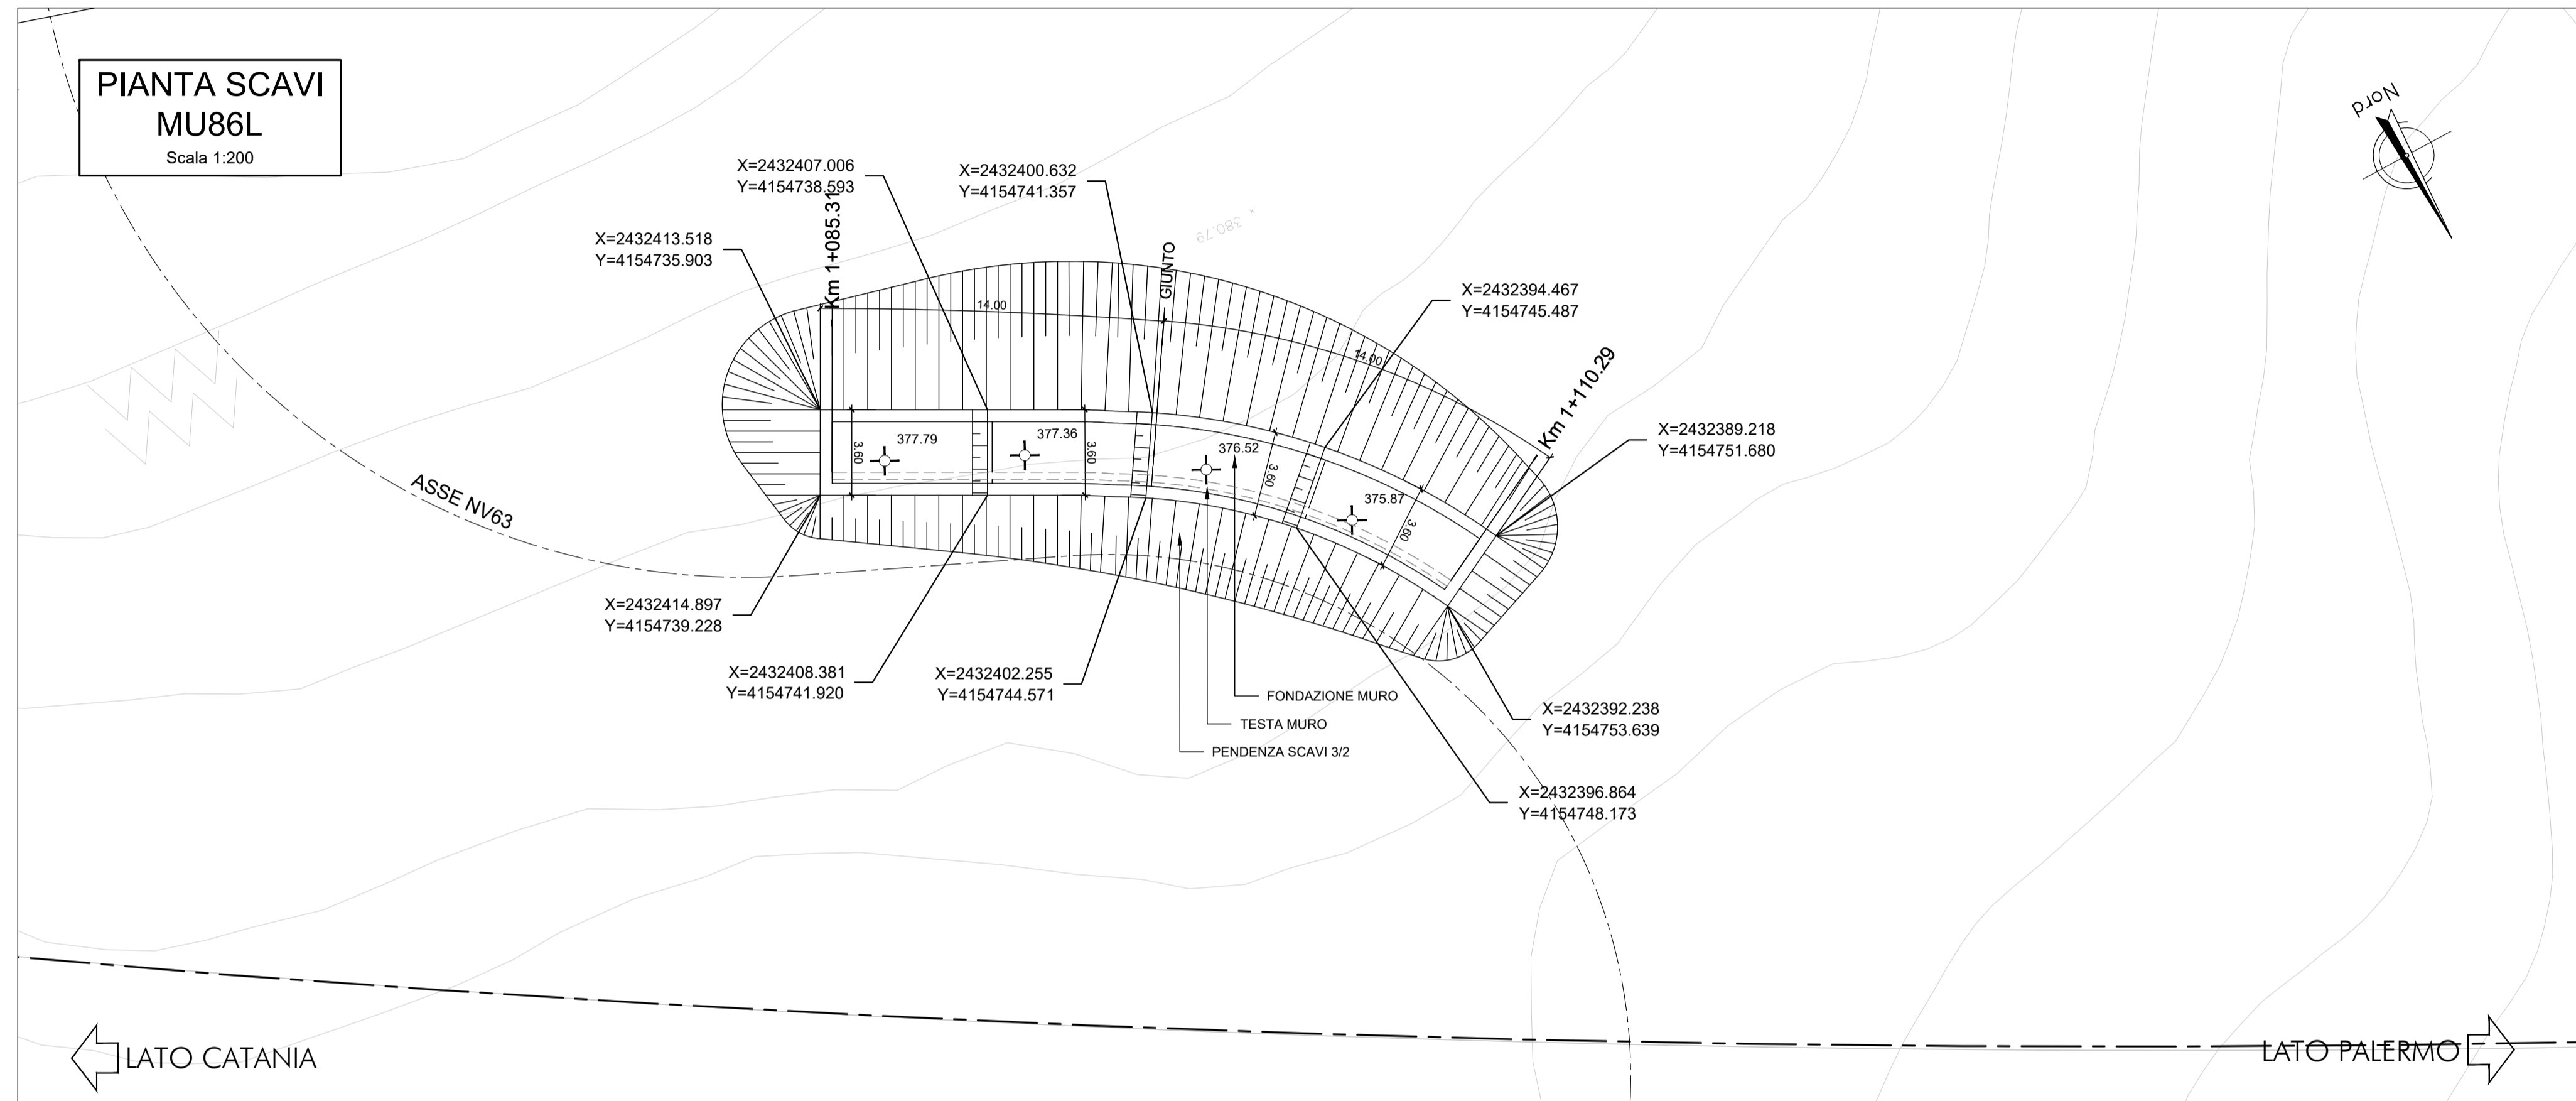 PIANTA SCAVI
MU86L
Scala 1:200
Nord
X=2432407.006
Y=4154738.593
X=2432400.632
Y=4154741.357
X=2432413.518
Y=4154735.903
Km 1+085.31
GIUNTO
380.79
X=2432394.467
Y=4154745.487
14.00
14.00
Km 1+110.29
X=2432389.218
Y=4154751.680
377.79
377.36
376.52
375.87
3.60
3.60
3.60
3.60
ASSE NV63
X=2432414.897
Y=4154739.228
X=2432408.381
Y=4154741.920
X=2432402.255
Y=4154744.571
FONDAZIONE MURO
TESTA MURO
PENDENZA SCAVI 3/2
X=2432392.238
Y=4154753.639
X=2432396.864
Y=4154748.173
LATO CATANIA
LATO PALERMO